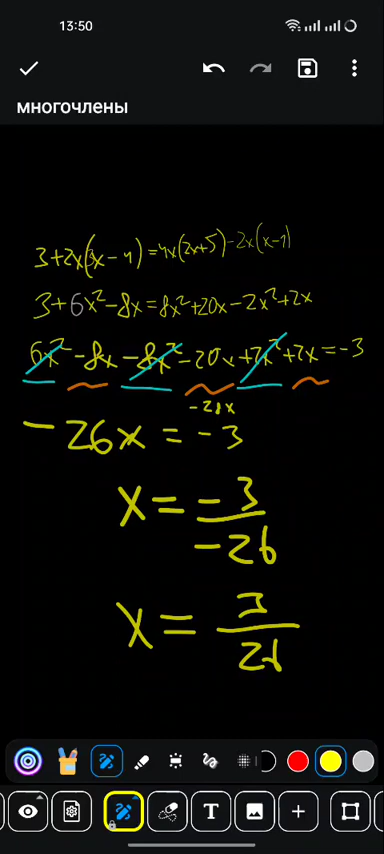 13:50
многочлены
3+2x(3x-4)=4x(2x+5)-2x(x-1)
3+6x²-8x=8x²+20x-2x²+2x
6x²-8x-8x²-20x+2x²+2x=-3
-28x
-26x=-3
x=-3/-26
x=3/26
T